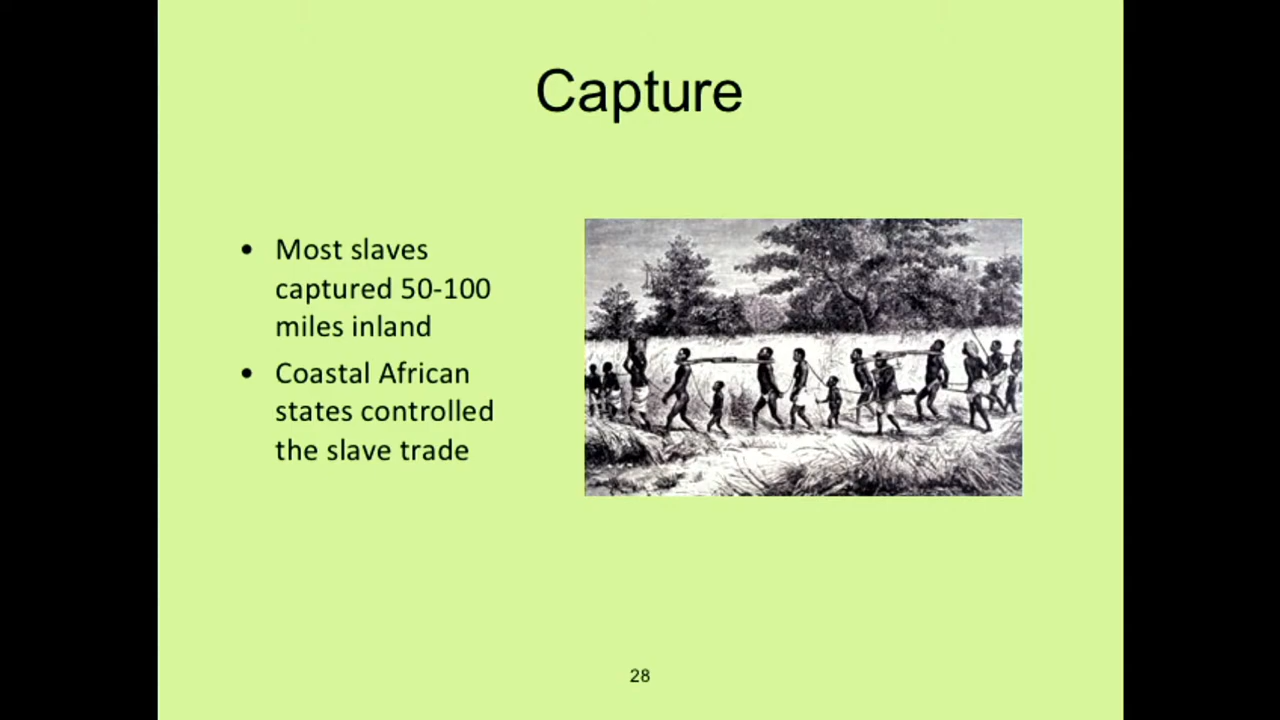 Capture
• Most slaves
captured 50-100
miles inland
• Coastal African
states controlled
the slave trade
28